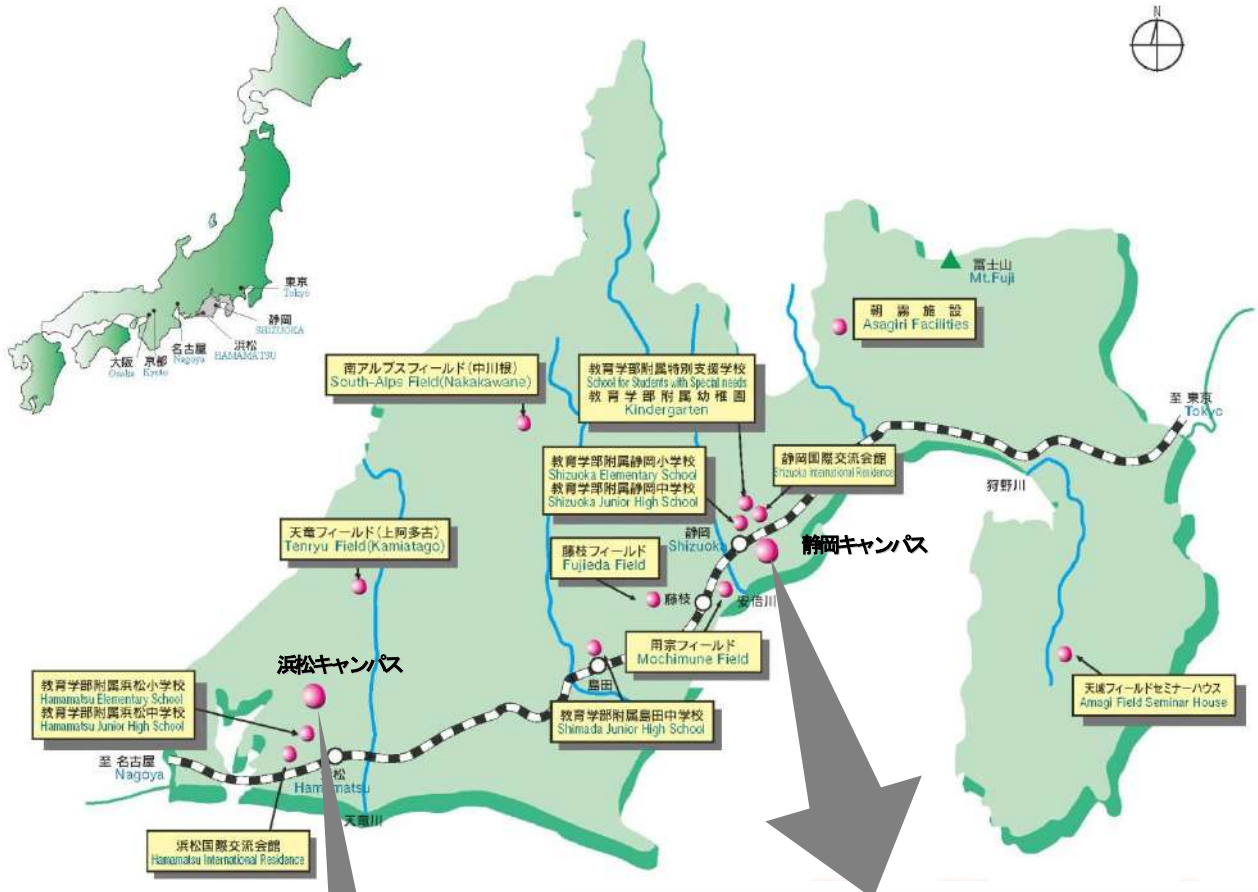 N
東京
Tokyo
静岡
SHIZUOKA
浜松
HAMAMATSU
名古屋
Nagoya
京都
Kyoto
大阪
Osaka
冨士山
Mt.Fuji
朝霧施設
Asagiri Facilities
南アルプスフィールド(中川根)
South-Alps Field(Nakakawane)
教育学部附属特別支援学校
School for Students with Special needs
教育学部附属幼稚園
Kindergarten
至 東京
Tokyo
教育学部附属静岡小学校
Shizuoka Elementary School
教育学部附属静岡中学校
Shizuoka Junior High School
静岡国際交流会館
Shizuoka International Residence
狩野川
天竜フィールド(上阿多古)
Tenryu Field(Kamiatago)
静岡
Shizuoka
静岡キャンパス
藤枝フィールド
Fujieda Field
藤枝
安倍川
用宗フィールド
Mochimune Field
浜松キャンパス
島田
教育学部附属浜松小学校
Hamamatsu Elementary School
教育学部附属浜松中学校
Hamamatsu Junior High School
教育学部附属島田中学校
Shimada Junior High School
天城フィールドセミナーハウス
Amagi Field Seminar House
至 名古屋
Nagoya
松
Hamamatsu
天竜川
浜松国際交流会館
Hamamatsu International Residence